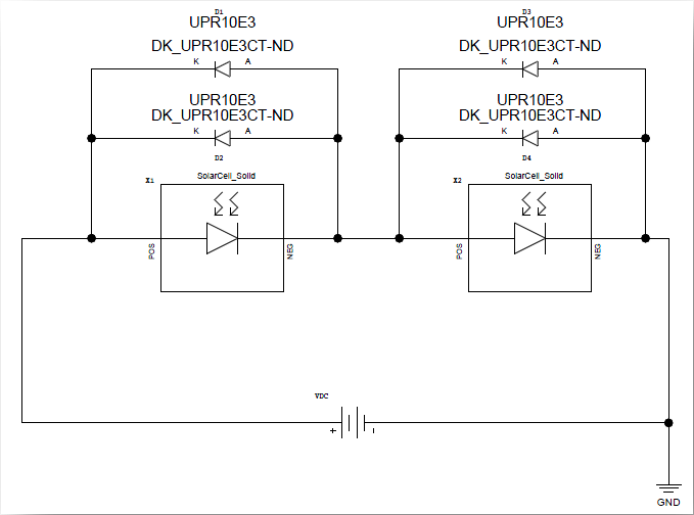 D1
UPR10E3
DK_UPR10E3CT-ND
K A
UPR10E3
DK_UPR10E3CT-ND
K A
D2
X1
SolarCell_Solid
POS
NEG
D3
UPR10E3
DK_UPR10E3CT-ND
K A
UPR10E3
DK_UPR10E3CT-ND
K A
D4
X2
SolarCell_Solid
POS
NEG
VDC
+ -
GND